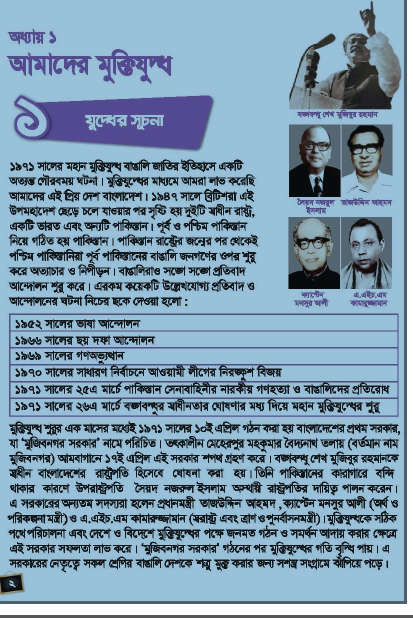 অধ্যায় ১
আমাদের মুক্তিযুদ্ধ
১ যুদ্ধের সূচনা
বঙ্গবন্ধু শেখ মুজিবুর রহমান
সৈয়দ নজরুল ইসলাম
তাজউদ্দিন আহমদ
ক্যাপ্টেন মনসুর আলী
এ.এইচ.এম কামারুজ্জামান
১৯৭১ সালের মহান মুক্তিযুদ্ধ বাঙালি জাতির ইতিহাসে একটি
অত্যন্ত গৌরবময় ঘটনা। মুক্তিযুদ্ধের মাধ্যমে আমরা লাভ করেছি
আমাদের এই প্রিয় দেশ বাংলাদেশ। ১৯৪৭ সালে ব্রিটিশরা এই
উপমহাদেশ ছেড়ে চলে যাওয়ার পর সৃষ্টি হয় দুইটি স্বাধীন রাষ্ট্র,
একটি ভারত এবং অন্যটি পাকিস্তান। পূর্ব ও পশ্চিম পাকিস্তান
নিয়ে গঠিত হয় পাকিস্তান। পাকিস্তান রাষ্ট্রের জন্মের পর থেকেই
পশ্চিম পাকিস্তানিরা পূর্ব পাকিস্তানের বাঙালি জনগণের ওপর শুরু
করে অত্যাচার ও নিপীড়ন। বাঙালিরাও সঙ্গে সঙ্গে প্রতিবাদ
আন্দোলন শুরু করে। এরকম কয়েকটি উল্লেখযোগ্য প্রতিবাদ ও
আন্দোলনের ঘটনা নিচের ছকে দেওয়া হলো :
১৯৫২ সালের ভাষা আন্দোলন
১৯৬৬ সালের ছয় দফা আন্দোলন
১৯৬৯ সালের গণঅভ্যুত্থান
১৯৭০ সালের সাধারণ নির্বাচনে আওয়ামী লীগের নিরঙ্কুশ বিজয়
১৯৭১ সালের ২৫এ মার্চে পাকিস্তান সেনাবাহিনীর নারকীয় গণহত্যা ও বাঙালিদের প্রতিরোধ
১৯৭১ সালের ২৬এ মার্চে বঙ্গবন্ধুর স্বাধীনতার ঘোষণার মধ্য দিয়ে মহান মুক্তিযুদ্ধের শুরু
মুক্তিযুদ্ধ শুরুর এক মাসের মধ্যেই ১৯৭১ সালের ১০ই এপ্রিল গঠন করা হয় বাংলাদেশের প্রথম সরকার,
যা ‘মুজিবনগর সরকার’ নামে পরিচিত। তৎকালীন মেহেরপুর মহকুমার বৈদ্যনাথ তলায় (বর্তমান নাম
মুজিবনগর) আমবাগানে ১৭ই এপ্রিল এই সরকার শপথ গ্রহণ করে। বঙ্গবন্ধু শেখ মুজিবুর রহমানকে
স্বাধীন বাংলাদেশের রাষ্ট্রপতি হিসেবে ঘোষনা করা হয়। তিনি পাকিস্তানের কারাগারে বন্দি
থাকার কারণে উপরাষ্ট্রপতি সৈয়দ নজরুল ইসলাম অস্থায়ী রাষ্ট্রপতির দায়িত্ব পালন করেন।
এ সরকারের অন্যতম সদস্যরা হলেন প্রধানমন্ত্রী তাজউদ্দিন আহমদ, ক্যাপ্টেন মনসুর আলী (অর্থ ও
পরিকল্পনা মন্ত্রী) ও এ.এইচ.এম কামারুজ্জামান (স্বরাষ্ট্র এবং ত্রাণ ও পুনর্বাসনমন্ত্রী)। মুক্তিযুদ্ধকে সঠিক
পথে পরিচালনা এবং দেশে ও বিদেশে মুক্তিযুদ্ধের পক্ষে জনমত গঠন ও সমর্থন আদায় করার ক্ষেত্রে
এই সরকার সফলতা লাভ করে। ‘মুজিবনগর সরকার’ গঠনের পর মুক্তিযুদ্ধের গতি বৃদ্ধি পায়। এ
সরকারের নেতৃত্বে সকল শ্রেণির বাঙালি দেশকে শত্রু মুক্ত করার জন্য সশস্ত্র সংগ্রামে ঝাঁপিয়ে পড়ে।
২